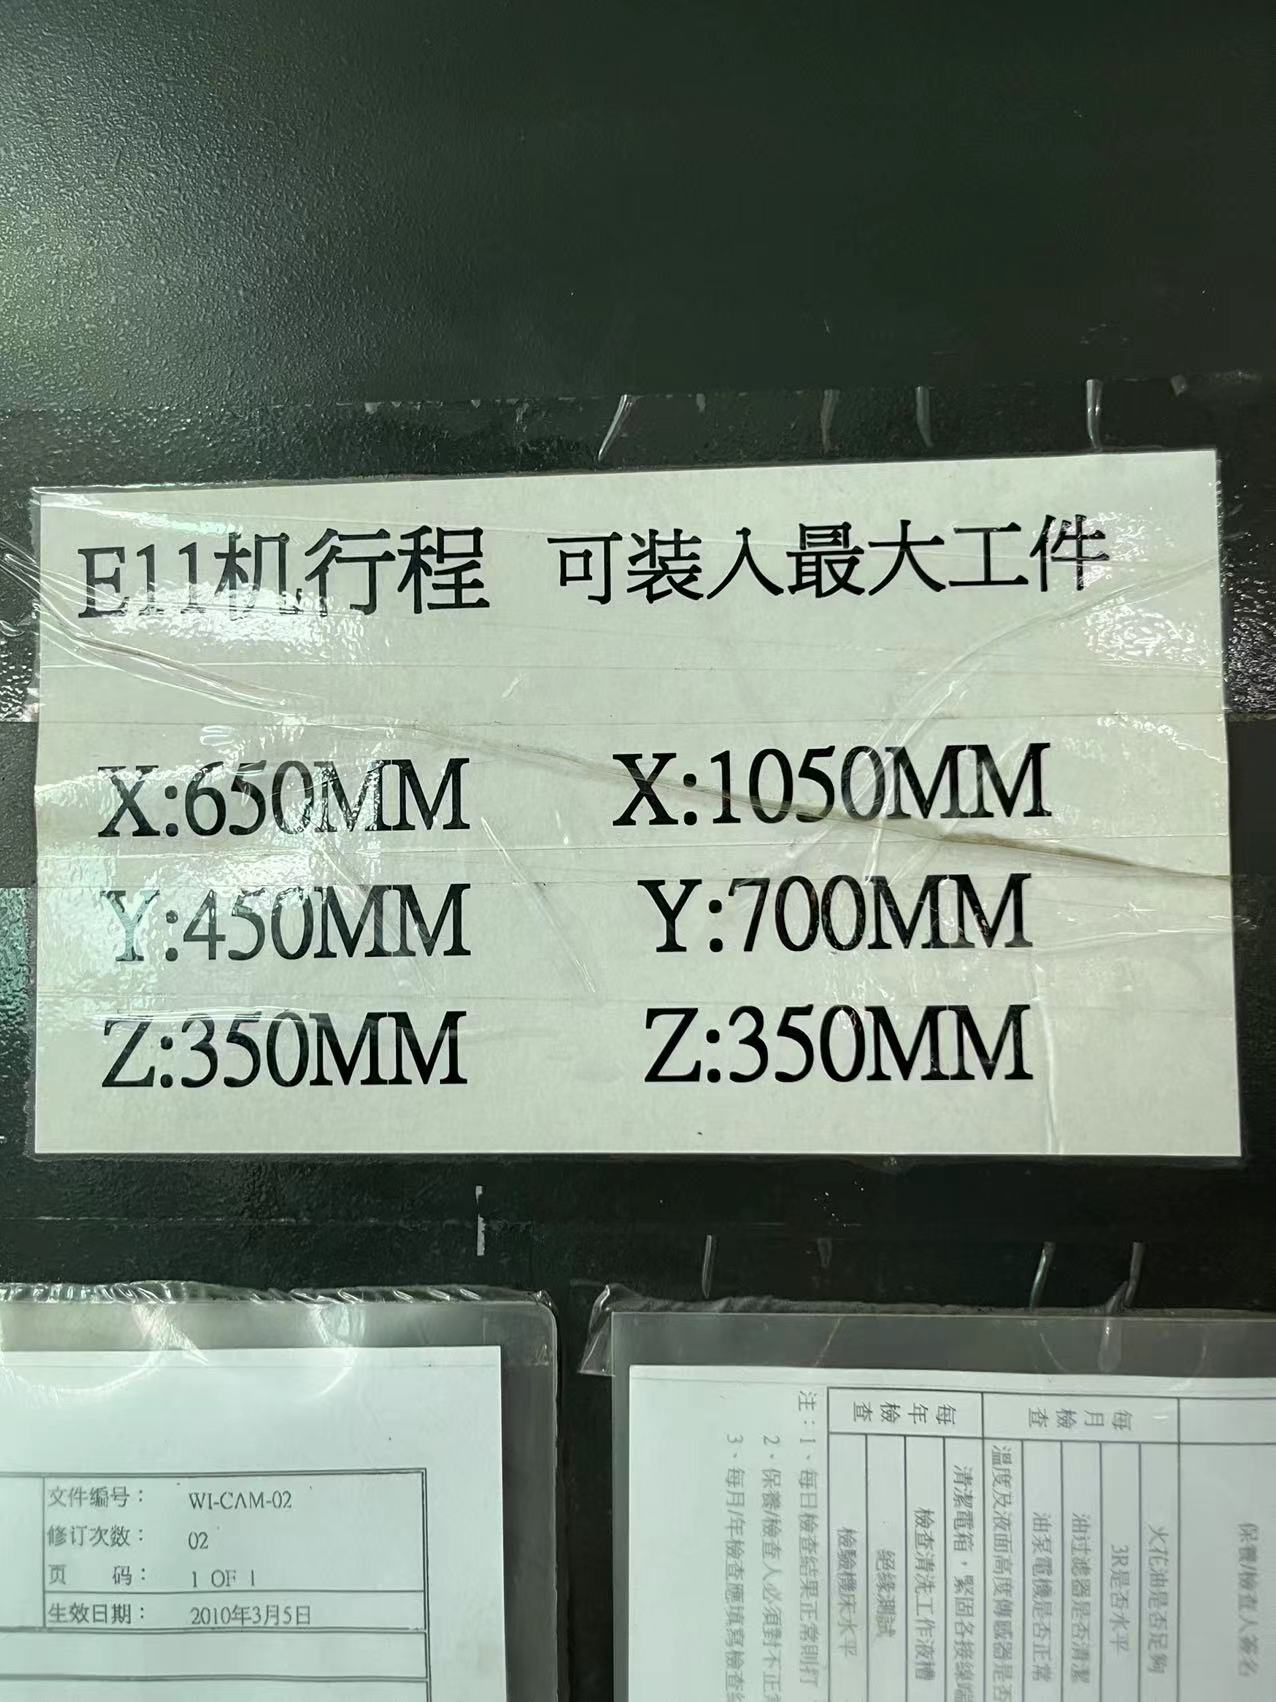 E11机行程 可装入最大工件
X:650MM X:1050MM
Y:450MM Y:700MM
Z:350MM Z:350MM
文件编号： WI-CAM-02
修订次数： 02
页 码： 1 OF 1
生效日期： 2010年3月5日
保養/檢查人簽名
每月檢查
火花油是否足夠
3R是否水平
油过滤器是否清潔
油泵電機是否正常
溫度及液面高度傳感器是否
每年檢查
清潔電箱，緊固各接線端
檢查清洗工作液槽
絕緣測試
檢驗機床水平
注：1、每日檢查結果正常則打
2、保養/檢查人必須對不正
3、每月/年檢查應填寫檢查